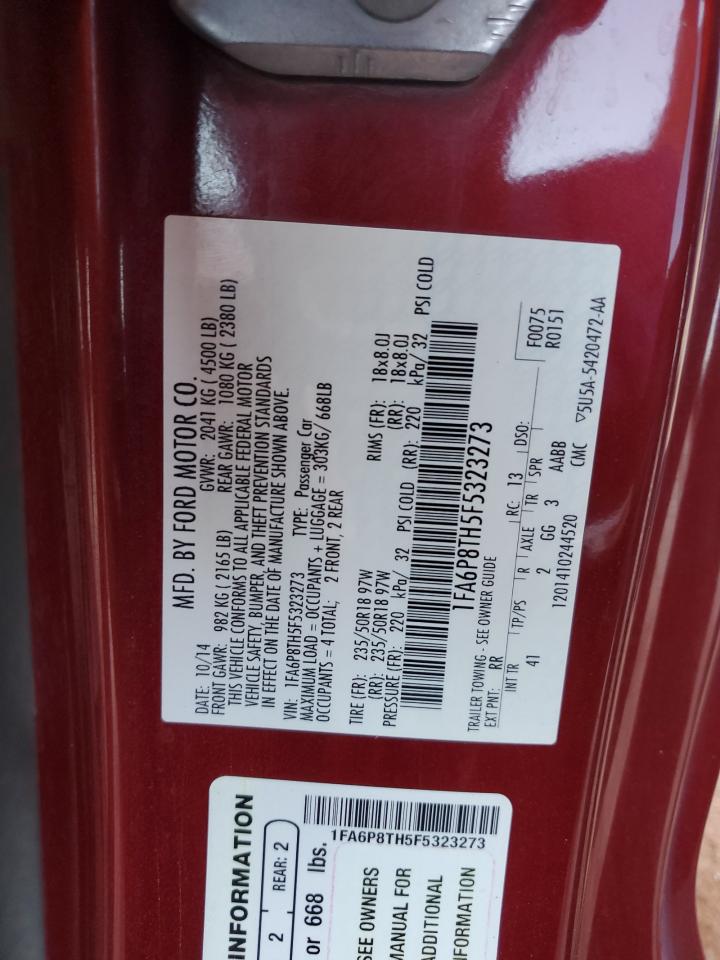 MFD. BY FORD MOTOR CO.
DATE: 10/14 GVWR: 2041 KG ( 4500 LB)
FRONT GAWR: 982 KG ( 2165 LB) REAR GAWR: 1080 KG ( 2380 LB)
THIS VEHICLE CONFORMS TO ALL APPLICABLE FEDERAL MOTOR
VEHICLE SAFETY, BUMPER, AND THEFT PREVENTION STANDARDS
IN EFFECT ON THE DATE OF MANUFACTURE SHOWN ABOVE.
VIN: 1FA6P8TH5F5323273 TYPE: Passenger Car
MAXIMUM LOAD = OCCUPANTS + LUGGAGE = 303KG/ 668LB
OCCUPANTS = 4 TOTAL; 2 FRONT, 2 REAR
TIRE (FR): 235/50R18 97W RIMS (FR): 18x8.0J
(RR): 235/50R18 97W (RR): 18x8.0J
PRESSURE (FR): 220 kPa/ 32 PSI COLD (RR): 220 kPa/ 32 PSI COLD
1FA6P8TH5F5323273
TRAILER TOWING - SEE OWNER GUIDE
EXT PNT: RR RC: 13 DSO: F0075
R0151
INT TR TP/PS R AXLE TR SPR
41 2 GG 3 AABB
1201410244520 CMC ▽5U5A-5420472-AA
INFORMATION
2 REAR: 2
or 668 lbs.
1FA6P8TH5F5323273
SEE OWNERS
MANUAL FOR
ADDITIONAL
INFORMATION